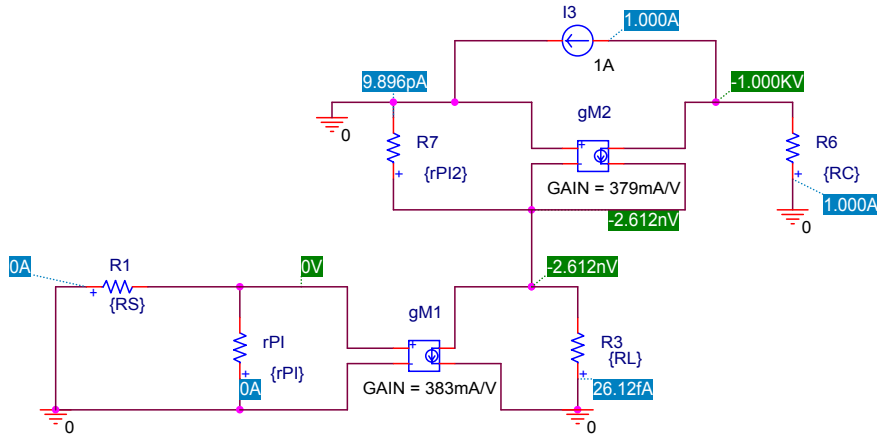 I3
1.000A
1A
9.896pA
-1.000KV
gM2
0
R7
{rPI2}
+
-
R6
{RC}
+
GAIN = 379mA/V
1.000A
-2.612nV
0
0A
R1
0V
-2.612nV
+
{RS}
gM1
rPI
{rPI}
+
+
-
R3
{RL}
+
0A
GAIN = 383mA/V
26.12fA
0
0